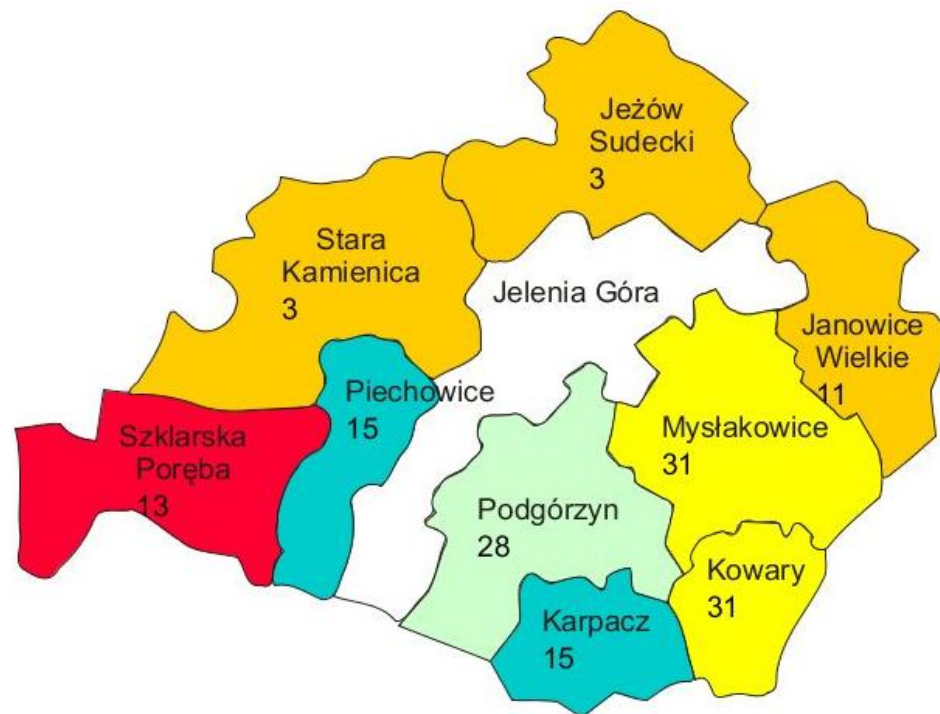 Jeżów
Sudecki
3
Stara
Kamienica
3
Jelenia Góra
Janowice
Wielkie
11
Piechowice
15
Szklarska
Poręba
13
Mysłakowice
31
Podgórzyn
28
Kowary
31
Karpacz
15